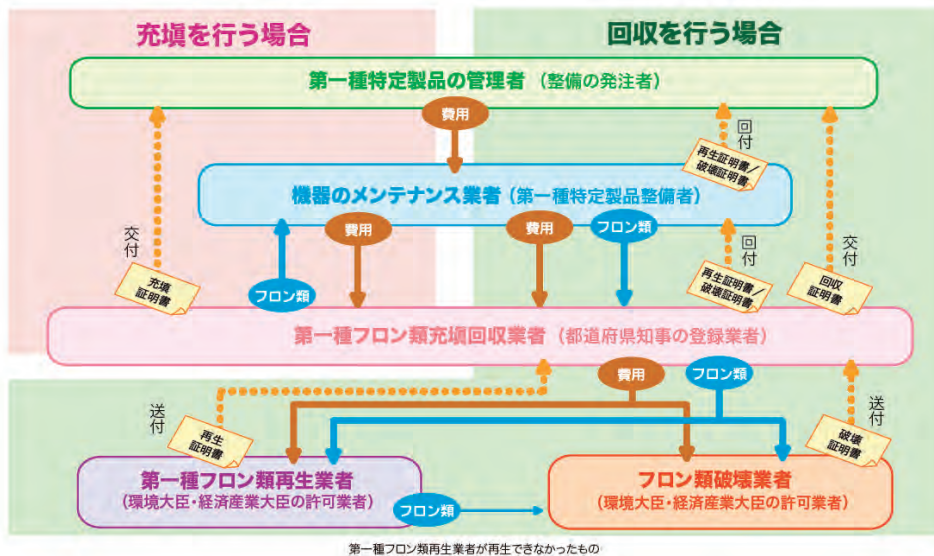 充填を行う場合
回収を行う場合
第一種特定製品の管理者（整備の発注者）
費用
回付
再生証明書／
破壊証明書
機器のメンテナンス業者（第一種特定製品整備者）
交付
充填
証明書
フロン類
費用
費用
フロン類
回付
再生証明書／
破壊証明書
交付
回収
証明書
第一種フロン類充填回収業者（都道府県知事の登録業者）
費用
フロン類
送付
再生
証明書
送付
破壊
証明書
第一種フロン類再生業者
（環境大臣・経済産業大臣の許可業者）
フロン類
フロン類破壊業者
（環境大臣・経済産業大臣の許可業者）
第一種フロン類再生業者が再生できなかったもの